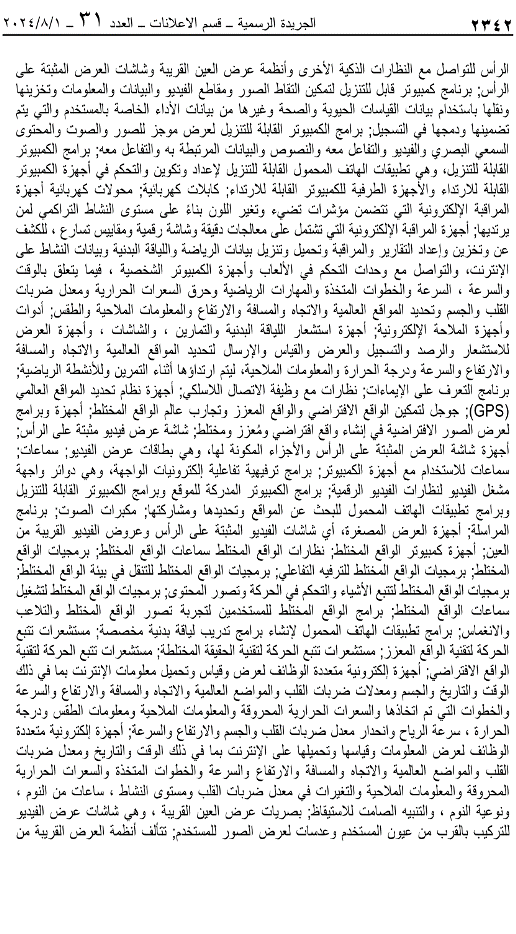 ٢٣٤٢ الجريدة الرسمية ــ قسم الاعلانات ــ العدد ٣١ ــ ٢٠٢٤/٨/١
الرأس للتواصل مع النظارات الذكية الأخرى وأنظمة عرض العين القريبة وشاشات العرض المثبتة على
الرأس; برنامج كمبيوتر قابل للتنزيل لتمكين التقاط الصور ومقاطع الفيديو والبيانات والمعلومات وتخزينها
ونقلها باستخدام بيانات القياسات الحيوية والصحة وغيرها من بيانات الأداء الخاصة بالمستخدم والتي يتم
تضمينها ودمجها في التسجيل; برامج الكمبيوتر القابلة للتنزيل لعرض موجز للصور والصوت والمحتوى
السمعي البصري والفيديو والتفاعل معه والنصوص والبيانات المرتبطة به والتفاعل معه; برامج الكمبيوتر
القابلة للتنزيل، وهي تطبيقات الهاتف المحمول القابلة للتنزيل لإعداد وتكوين والتحكم في أجهزة الكمبيوتر
القابلة للارتداء والأجهزة الطرفية للكمبيوتر القابلة للارتداء; كابلات كهربائية; محولات كهربائية أجهزة
المراقبة الإلكترونية التي تتضمن مؤشرات تضيء وتغير اللون بناءً على مستوى النشاط التراكمي لمن
يرتديها; أجهزة المراقبة الإلكترونية التي تشتمل على معالجات دقيقة وشاشة رقمية ومقاييس تسارع ، للكشف
عن وتخزين وإعداد التقارير والمراقبة وتحميل وتنزيل بيانات الرياضة واللياقة البدنية وبيانات النشاط على
الإنترنت، والتواصل مع وحدات التحكم في الألعاب وأجهزة الكمبيوتر الشخصية ، فيما يتعلق بالوقت
والسرعة ، السرعة والخطوات المتخذة والمهارات الرياضية وحرق السعرات الحرارية ومعدل ضربات
القلب والجسم وتحديد المواقع العالمية والاتجاه والمسافة والارتفاع والمعلومات الملاحية والطقس; أدوات
وأجهزة الملاحة الإلكترونية; أجهزة استشعار اللياقة البدنية والتمارين ، والشاشات ، وأجهزة العرض
للاستشعار والرصد والتسجيل والعرض والقياس والإرسال لتحديد المواقع العالمية والاتجاه والمسافة
والارتفاع والسرعة ودرجة الحرارة والمعلومات الملاحية، ليتم ارتداؤها أثناء التمرين وللأنشطة الرياضية;
برنامج التعرف على الإيماءات; نظارات مع وظيفة الاتصال اللاسلكي; أجهزة نظام تحديد المواقع العالمي
(GPS); جوجل لتمكين الواقع الافتراضي والواقع المعزز وتجارب عالم الواقع المختلط; أجهزة وبرامج
لعرض الصور الافتراضية في إنشاء واقع افتراضي ومُعزز ومختلط; شاشة عرض فيديو مثبتة على الرأس;
أجهزة شاشة العرض المثبتة على الرأس والأجزاء المكونة لها، وهي بطاقات عرض الفيديو; سماعات;
سماعات للاستخدام مع أجهزة الكمبيوتر; برامج ترفيهية تفاعلية إلكترونيات الواجهة، وهي دوائر واجهة
مشغل الفيديو لنظارات الفيديو الرقمية; برامج الكمبيوتر المدركة للموقع وبرامج الكمبيوتر القابلة للتنزيل
وبرامج تطبيقات الهاتف المحمول للبحث عن المواقع وتحديدها ومشاركتها; مكبرات الصوت; برنامج
المراسلة; أجهزة العرض المصغرة، أي شاشات الفيديو المثبتة على الرأس وعروض الفيديو القريبة من
العين; أجهزة كمبيوتر الواقع المختلط; نظارات الواقع المختلط سماعات الواقع المختلط; برمجيات الواقع
المختلط; برمجيات الواقع المختلط للترفيه التفاعلي; برمجيات الواقع المختلط للتنقل في بيئة الواقع المختلط;
برمجيات الواقع المختلط لتتبع الأشياء والتحكم في الحركة وتصور المحتوى; برمجيات الواقع المختلط لتشغيل
سماعات الواقع المختلط; برامج الواقع المختلط للمستخدمين لتجربة تصور الواقع المختلط والتلاعب
والانغماس; برامج تطبيقات الهاتف المحمول لإنشاء برامج تدريب لياقة بدنية مخصصة; مستشعرات تتبع
الحركة لتقنية الواقع المعزز; مستشعرات تتبع الحركة لتقنية الحقيقة المختلطة; مستشعرات تتبع الحركة لتقنية
الواقع الافتراضي; أجهزة إلكترونية متعددة الوظائف لعرض وقياس وتحميل معلومات الإنترنت بما في ذلك
الوقت والتاريخ والجسم ومعدلات ضربات القلب والمواضع العالمية والاتجاه والمسافة والارتفاع والسرعة
والخطوات التي تم اتخاذها والسعرات الحرارية المحروقة والمعلومات الملاحية ومعلومات الطقس ودرجة
الحرارة ، سرعة الرياح وانحدار معدل ضربات القلب والجسم والارتفاع والسرعة; أجهزة إلكترونية متعددة
الوظائف لعرض المعلومات وقياسها وتحميلها على الإنترنت بما في ذلك الوقت والتاريخ ومعدل ضربات
القلب والمواضع العالمية والاتجاه والمسافة والارتفاع والسرعة والخطوات المتخذة والسعرات الحرارية
المحروقة والمعلومات الملاحية والتغيرات في معدل ضربات القلب ومستوى النشاط ، ساعات من النوم ،
ونوعية النوم ، والتنبيه الصامت للاستيقاظ; بصريات عرض العين القريبة ، وهي شاشات عرض الفيديو
للتركيب بالقرب من عيون المستخدم وعدسات لعرض الصور للمستخدم; تتألف أنظمة العرض القريبة من